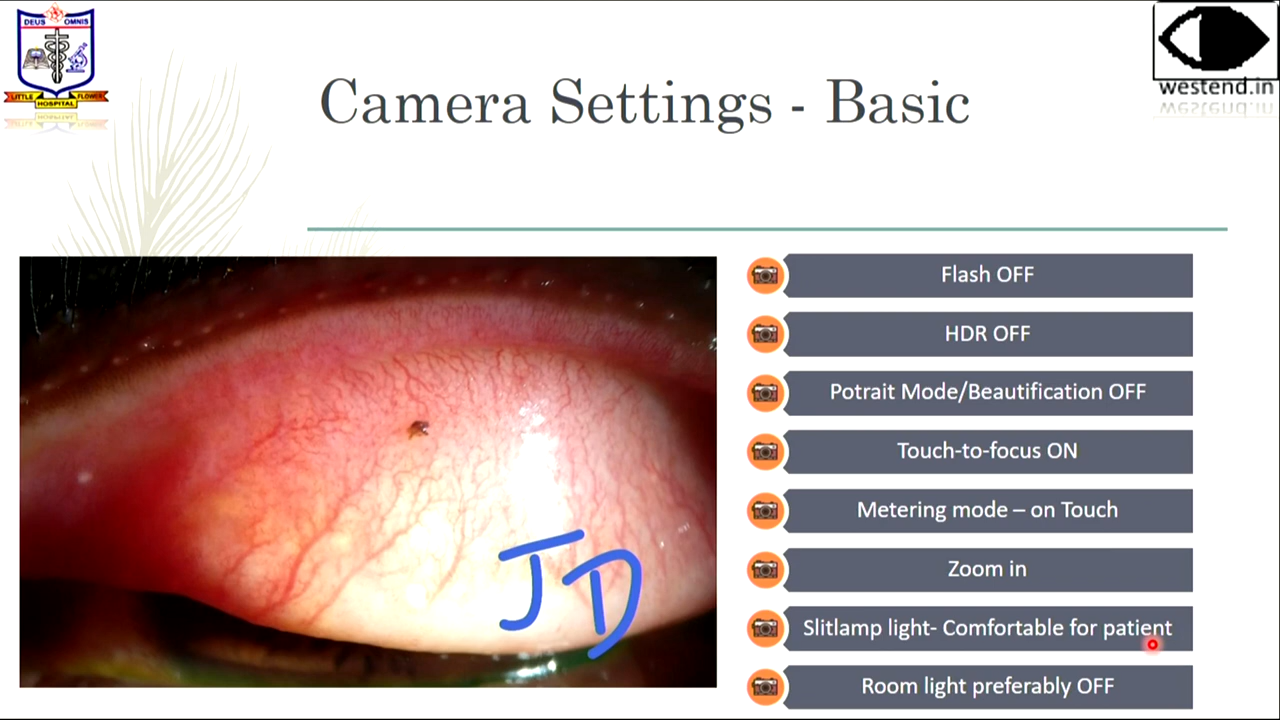 DEUS OMNIS
LITTLE FLOWER
HOSPITAL
westend.in
Camera Settings - Basic
Flash OFF
HDR OFF
Potrait Mode/Beautification OFF
Touch-to-focus ON
Metering mode – on Touch
Zoom in
Slitlamp light- Comfortable for patient
Room light preferably OFF
JD